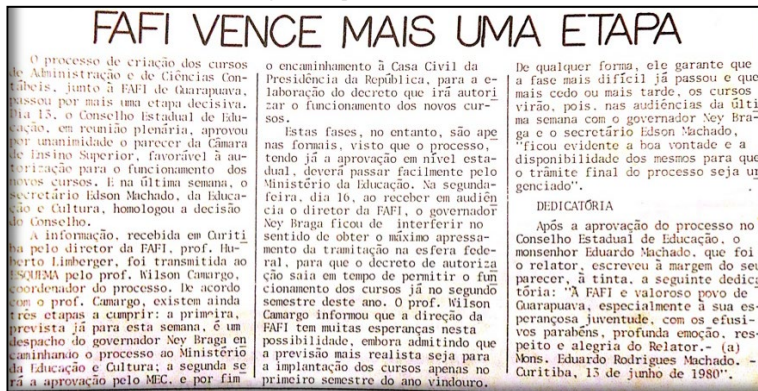 FAFI VENCE MAIS UMA ETAPA
O processo de criação dos cursos
de Administração e de Ciências Con-
tábeis, junto à FAFI de Guarapuava,
passou por mais uma etapa decisiva.
Dia 13, o Conselho Estadual de Edu-
cação, em reunião plenária, aprovou
por unanimidade o parecer da Câmara
de Ensino Superior, favorável à au-
torização para o funcionamento dos
novos cursos. E na última semana, o
secretário Edson Machado, da Educa-
ção e Cultura, homologou a decisão
do Conselho.
A informação, recebida em Curiti
ba pelo diretor da FAFI, prof. Hum
berto Limberger, foi transmitida ao
ESQUEMA pelo prof. Wilson Camargo,
coordenador do processo. De acordo
com o prof. Camargo, existem ainda
três etapas a cumprir: a primeira,
prevista já para esta semana, é um
despacho do governador Ney Braga en
caminhando o processo ao Ministério
da Educação e Cultura; a segunda se
rá a aprovação pelo MEC, e por fim
o encaminhamento à Casa Civil da
Presidência da República, para a e-
laboração do decreto que irá autori
zar o funcionamento dos novos cur-
sos.
Estas fases, no entanto, são ape
nas formais, visto que o processo,
tendo já a aprovação em nível esta-
dual, deverá passar facilmente pelo
Ministério da Educação. Na segunda-
feira, dia 16, ao receber em audiên
cia o diretor da FAFI, o governador
Ney Braga ficou de interferir no
sentido de obter o máximo apressa-
mento da tramitação na esfera fede-
ral, para que o decreto de autoriza
ção saia em tempo de permitir o fun
cionamento dos cursos já no segundo
semestre deste ano. O prof. Wilson
Camargo informou que a direção da
FAFI tem muitas esperanças nesta
possibilidade, embora admitindo que
a previsão mais realista seja para
a implantação dos cursos apenas no
primeiro semestre do ano vindouro.
De qualquer forma, ele garante que
a fase mais difícil já passou e que
mais cedo ou mais tarde, os cursos
virão, pois, nas audiências da últi
ma semana com o governador Ney Bra-
ga e o secretário Edson Machado,
"ficou evidente a boa vontade e a
disponibilidade dos mesmos para que
o trâmite final do processo seja ur
genciado".
DEDICATÓRIA
Após a aprovação do processo no
Conselho Estadual de Educação, o
monsenhor Eduardo Machado, que foi
o relator, escreveu à margem do seu
parecer, à tinta, a seguinte dedica
tória: "À FAFI e valoroso povo de
Guarapuava, especialmente à sua es-
perançosa juventude, com os efusi-
vos parabéns, profunda emoção, res-
peito e alegria do Relator.- (a)
Mons. Eduardo Rodrigues Machado. -
Curitiba, 13 de junho de 1980".